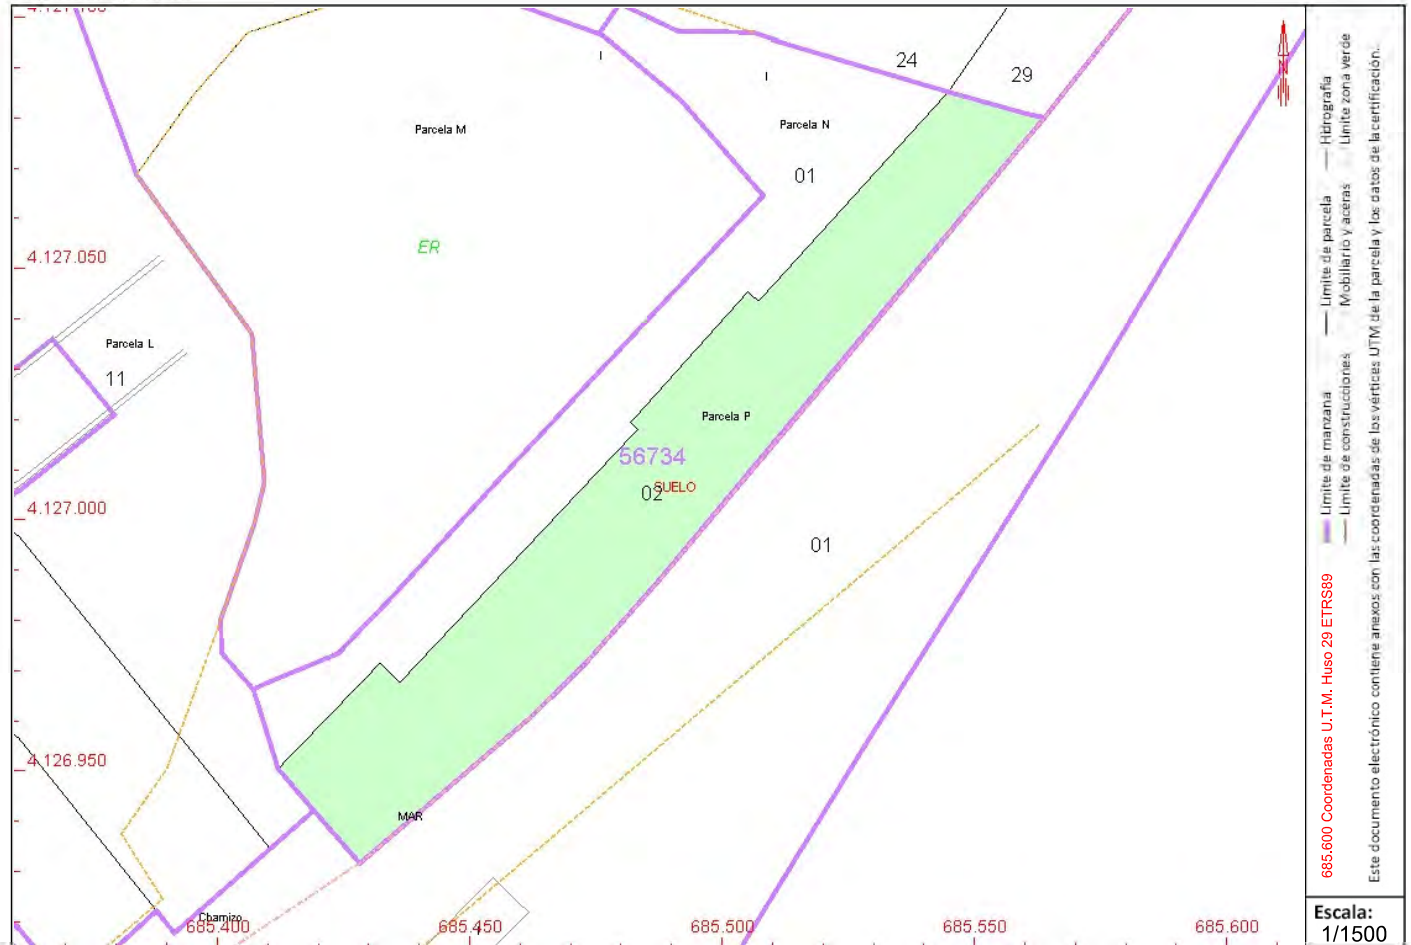 4.127.100
24
29
Parcela M
Parcela N
01
ER
4.127.050
Parcela L
11
Parcela P
56734
02
SUELO
4.127.000
01
4.126.950
MAR
Chamizo
685.400
685.450
685.500
685.550
685.600
N
Límite de manzana
Límite de parcela
Hidrografía
Límite de construcciones
Mobiliario y aceras
Límite zona verde
685.600 Coordenadas U.T.M. Huso 29 ETRS89
Este documento electrónico contiene anexos con las coordenadas de los vértices UTM de la parcela y los datos de la certificación..
Escala:
1/1500